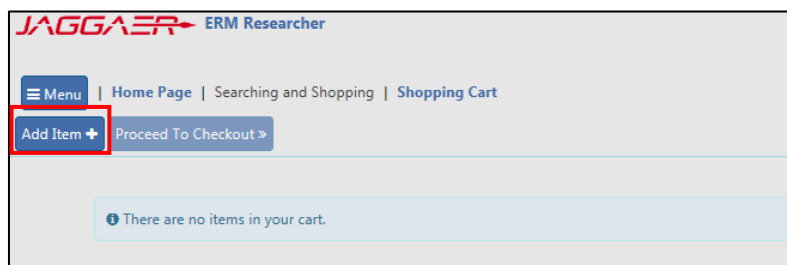 JAGGAER ERM Researcher
Menu | Home Page | Searching and Shopping | Shopping Cart
Add Item + Proceed To Checkout »
There are no items in your cart.